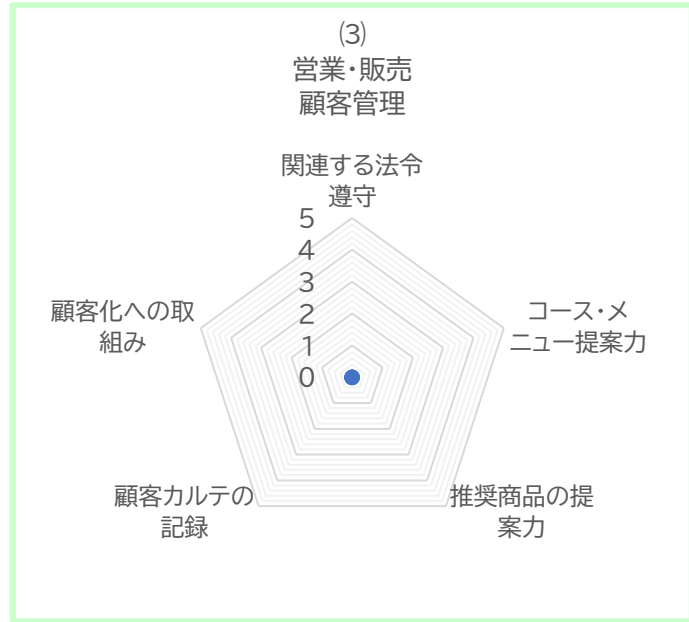 ⑶
営業・販売
顧客管理
関連する法令
遵守
5
4
3
2
1
0
コース・メ
ニュー提案力
推奨商品の提
案力
顧客カルテの
記録
顧客化への取
組み